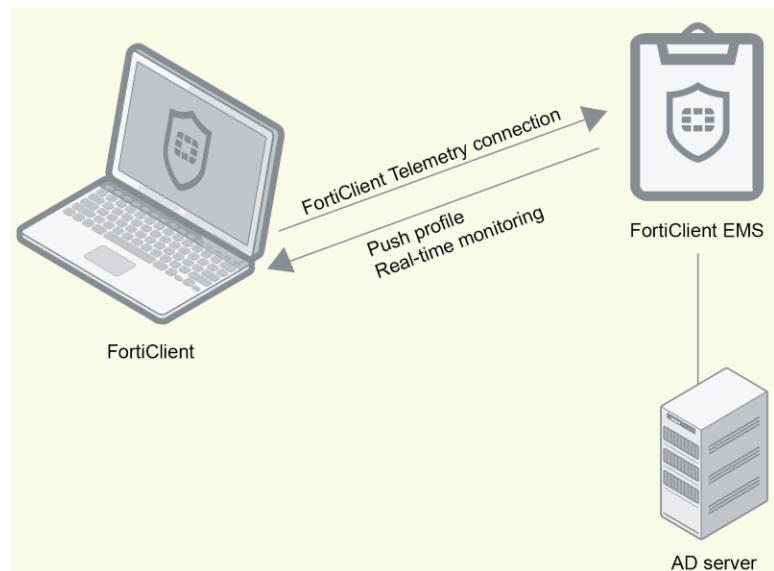 FortiClient Telemetry connection
Push profile
Real-time monitoring
FortiClient EMS
FortiClient
AD server